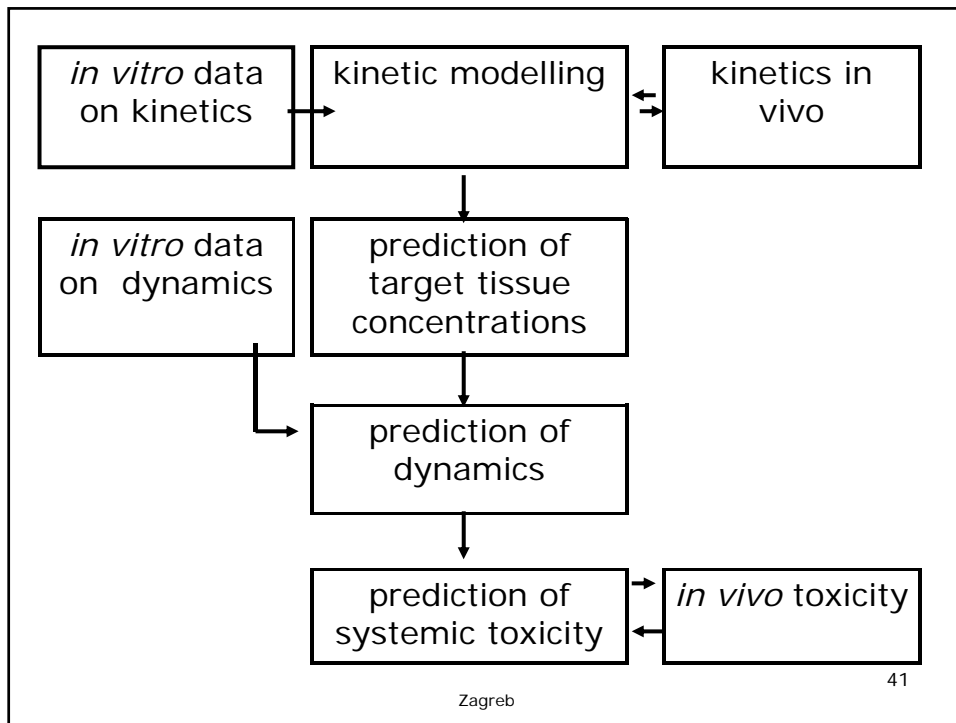 in vitro data
on kinetics
kinetic modelling
kinetics in
vivo
in vitro data
on dynamics
prediction of
target tissue
concentrations
prediction of
dynamics
prediction of
systemic toxicity
in vivo toxicity
41
Zagreb